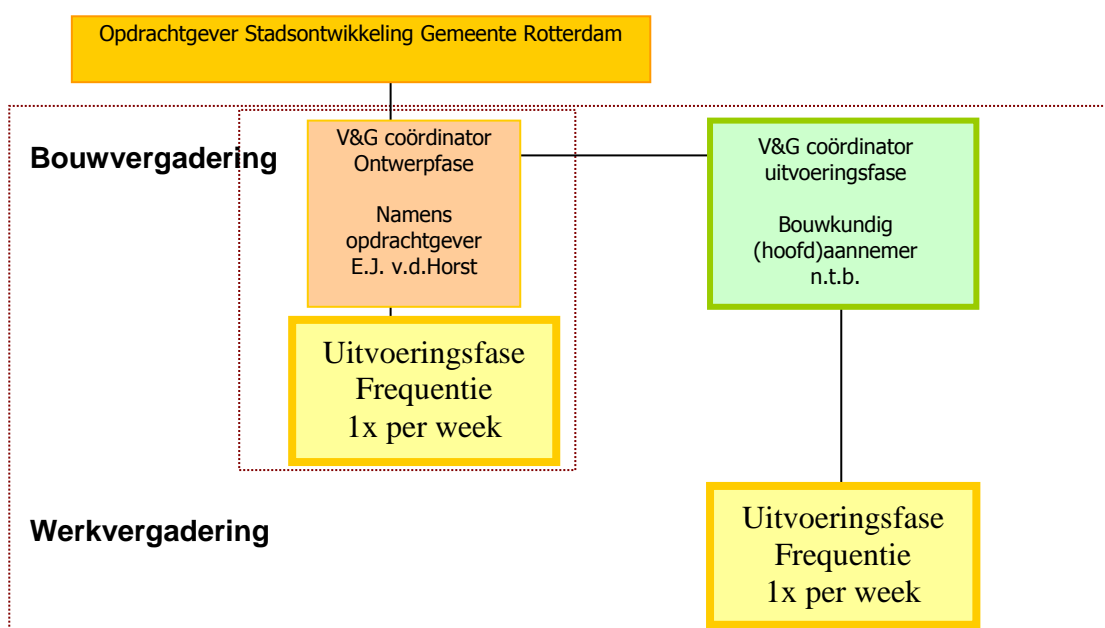 Opdrachtgever Stadsontwikkeling Gemeente Rotterdam
Bouwvergadering
V&G coördinator
Ontwerpfase
Namens
opdrachtgever
E.J. v.d.Horst
V&G coördinator
uitvoeringsfase
Bouwkundig
(hoofd)aannemer
n.t.b.
Uitvoeringsfase
Frequentie
1x per week
Werkvergadering
Uitvoeringsfase
Frequentie
1x per week